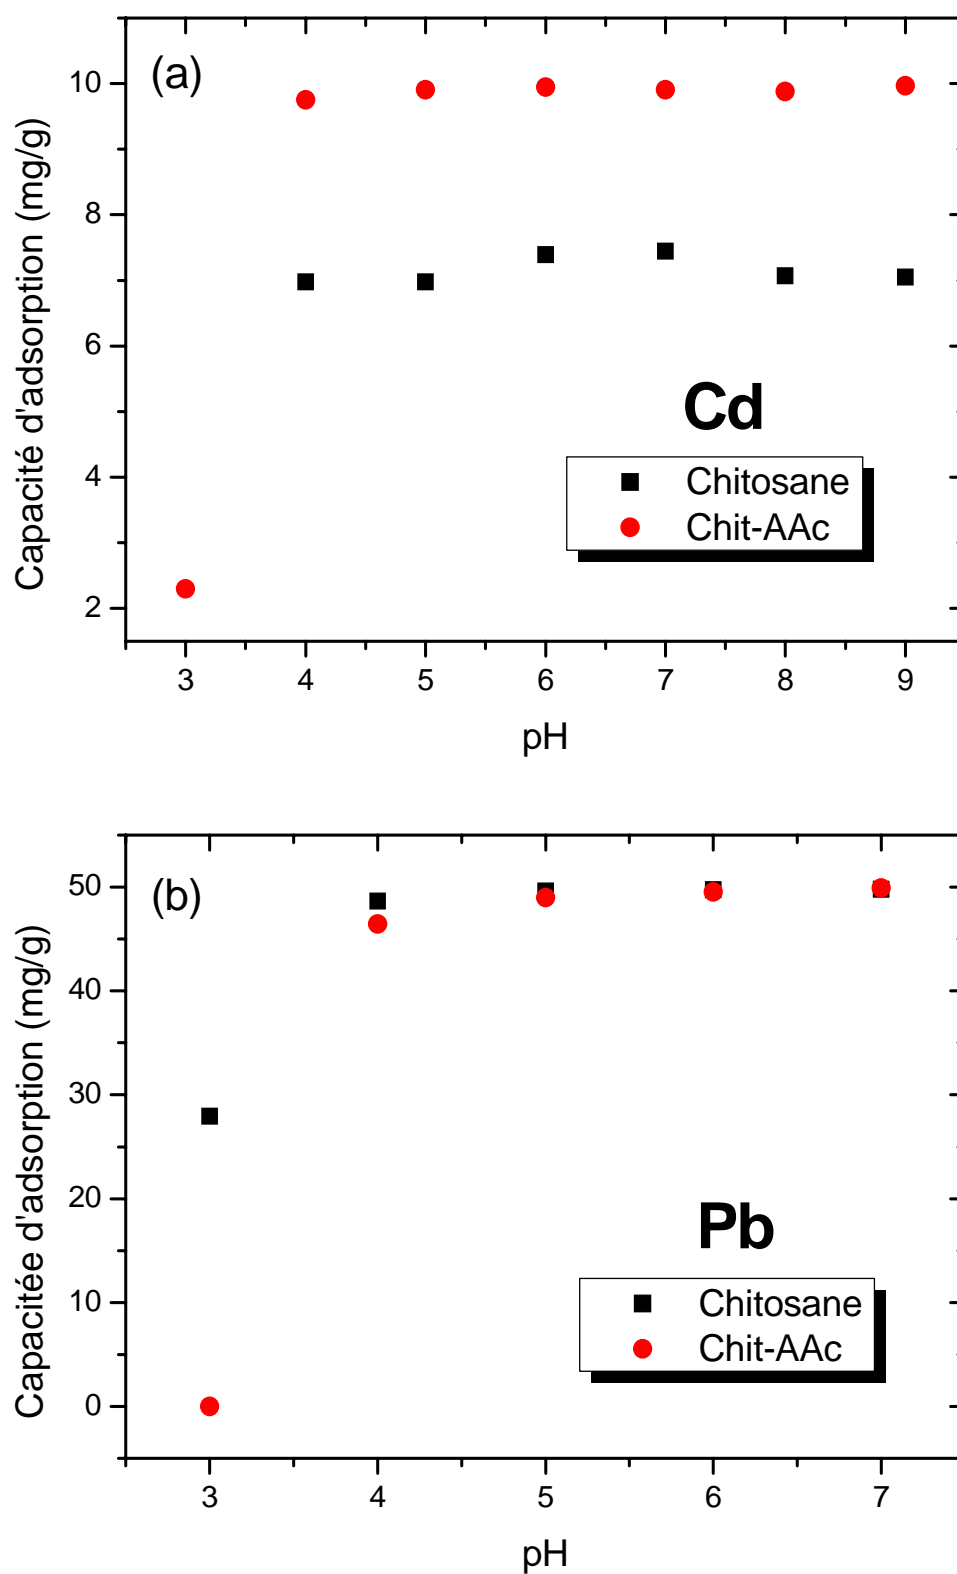 (a)
10
8
6
4
2
Capacité d'adsorption (mg/g)
Cd
Chitosane
Chit-AAc
3 4 5 6 7 8 9
pH
(b)
50
40
30
20
10
0
Capacitée d'adsorption (mg/g)
Pb
Chitosane
Chit-AAc
3 4 5 6 7
pH